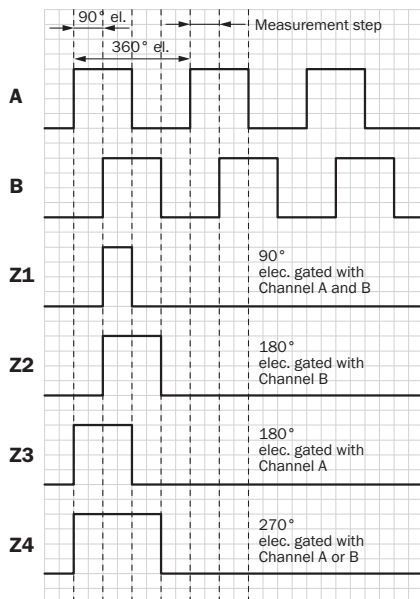 90° el.
Measurement step
360° el.
A
B
Z1
90°
elec. gated with
Channel A and B
Z2
180°
elec. gated with
Channel B
Z3
180°
elec. gated with
Channel A
Z4
270°
elec. gated with
Channel A or B